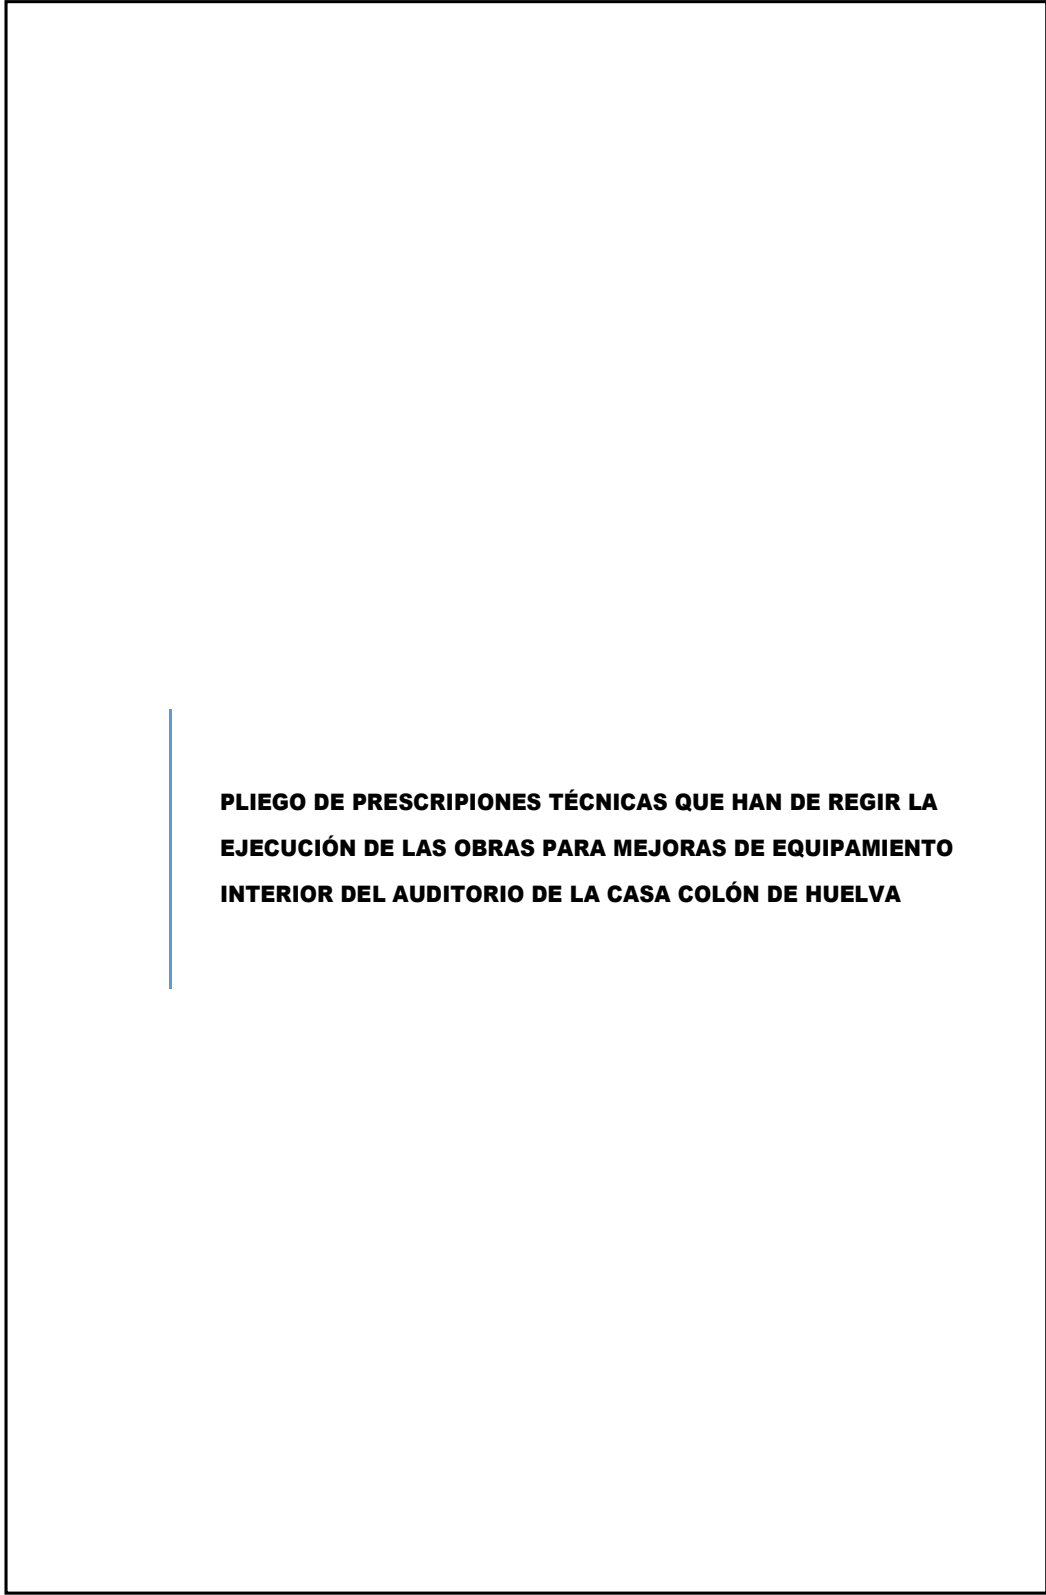 PLIEGO DE PRESCRIPIONES TÉCNICAS QUE HAN DE REGIR LA
EJECUCIÓN DE LAS OBRAS PARA MEJORAS DE EQUIPAMIENTO
INTERIOR DEL AUDITORIO DE LA CASA COLÓN DE HUELVA